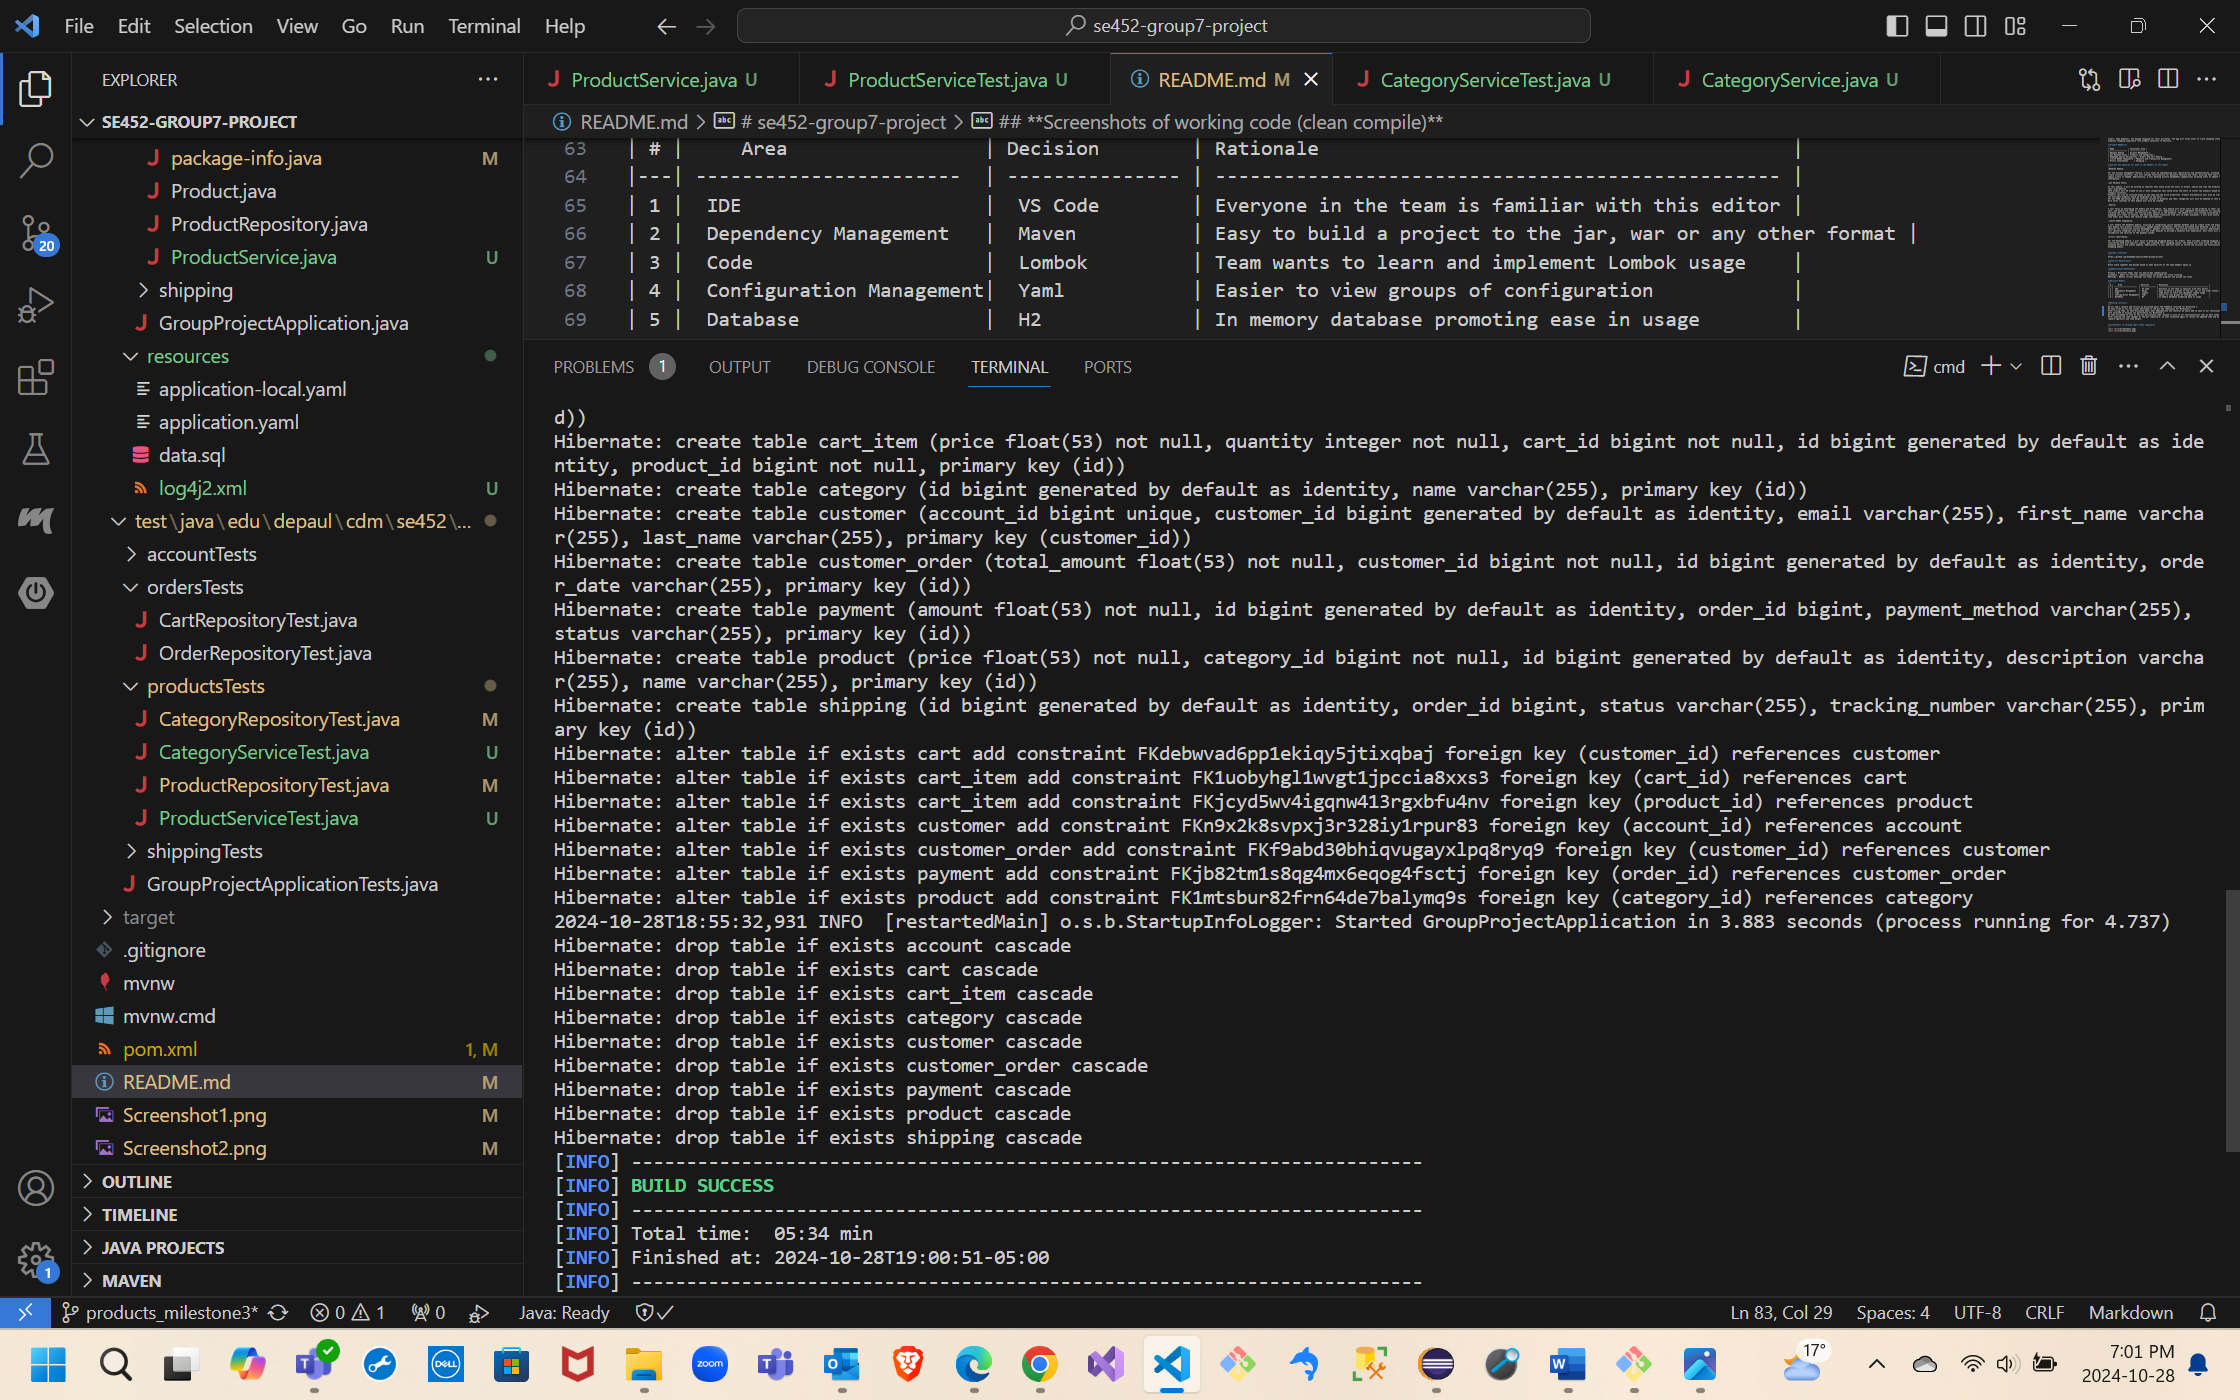 File Edit Selection View Go Run Terminal Help
se452-group7-project
EXPLORER
SE452-GROUP7-PROJECT
package-info.java M
Product.java
ProductRepository.java
ProductService.java U
shipping
GroupProjectApplication.java
resources
application-local.yaml
application.yaml
data.sql
log4j2.xml U
test\java\edu\depaul\cdm\se452\...
accountTests
ordersTests
CartRepositoryTest.java
OrderRepositoryTest.java
productsTests
CategoryRepositoryTest.java M
CategoryServiceTest.java U
ProductRepositoryTest.java M
ProductServiceTest.java U
shippingTests
GroupProjectApplicationTests.java
target
.gitignore
mvnw
mvnw.cmd
pom.xml 1, M
README.md M
Screenshot1.png M
Screenshot2.png M
OUTLINE
TIMELINE
JAVA PROJECTS
MAVEN
20
1
ProductService.java U ProductServiceTest.java U README.md M CategoryServiceTest.java U CategoryService.java U
README.md > # se452-group7-project > ## **Screenshots of working code (clean compile)**
63 | # | Area | Decision | Rationale |
64 |---| ---------------------- | --------------- | --------------------------------------------------- |
65 | 1 | IDE | VS Code | Everyone in the team is familiar with this editor |
66 | 2 | Dependency Management | Maven | Easy to build a project to the jar, war or any other format |
67 | 3 | Code | Lombok | Team wants to learn and implement Lombok usage |
68 | 4 | Configuration Management| Yaml | Easier to view groups of configuration |
69 | 5 | Database | H2 | In memory database promoting ease in usage |
PROBLEMS 1 OUTPUT DEBUG CONSOLE TERMINAL PORTS
cmd
d))
Hibernate: create table cart_item (price float(53) not null, quantity integer not null, cart_id bigint not null, id bigint generated by default as ide
ntity, product_id bigint not null, primary key (id))
Hibernate: create table category (id bigint generated by default as identity, name varchar(255), primary key (id))
Hibernate: create table customer (account_id bigint unique, customer_id bigint generated by default as identity, email varchar(255), first_name varcha
r(255), last_name varchar(255), primary key (customer_id))
Hibernate: create table customer_order (total_amount float(53) not null, customer_id bigint not null, id bigint generated by default as identity, orde
r_date varchar(255), primary key (id))
Hibernate: create table payment (amount float(53) not null, id bigint generated by default as identity, order_id bigint, payment_method varchar(255),
status varchar(255), primary key (id))
Hibernate: create table product (price float(53) not null, category_id bigint not null, id bigint generated by default as identity, description varcha
r(255), name varchar(255), primary key (id))
Hibernate: create table shipping (id bigint generated by default as identity, order_id bigint, status varchar(255), tracking_number varchar(255), prim
ary key (id))
Hibernate: alter table if exists cart add constraint FKdebwvad6pp1ekiqy5jtixqbaj foreign key (customer_id) references customer
Hibernate: alter table if exists cart_item add constraint FK1uobyhgl1wvgt1jpccia8xxs3 foreign key (cart_id) references cart
Hibernate: alter table if exists cart_item add constraint FKjcyd5wv4igqnw413rgxbfu4nv foreign key (product_id) references product
Hibernate: alter table if exists customer add constraint FKn9x2k8svpxj3r328iy1rpur83 foreign key (account_id) references account
Hibernate: alter table if exists customer_order add constraint FKf9abd30bhiqvugayxlpq8ryq9 foreign key (customer_id) references customer
Hibernate: alter table if exists payment add constraint FKjb82tm1s8qg4mx6eqog4fsctj foreign key (order_id) references customer_order
Hibernate: alter table if exists product add constraint FK1mtsbur82frn64de7balymq9s foreign key (category_id) references category
2024-10-28T18:55:32,931 INFO [restartedMain] o.s.b.StartupInfoLogger: Started GroupProjectApplication in 3.883 seconds (process running for 4.737)
Hibernate: drop table if exists account cascade
Hibernate: drop table if exists cart cascade
Hibernate: drop table if exists cart_item cascade
Hibernate: drop table if exists category cascade
Hibernate: drop table if exists customer cascade
Hibernate: drop table if exists customer_order cascade
Hibernate: drop table if exists payment cascade
Hibernate: drop table if exists product cascade
Hibernate: drop table if exists shipping cascade
[INFO] ------------------------------------------------------------------------
[INFO] BUILD SUCCESS
[INFO] ------------------------------------------------------------------------
[INFO] Total time:  05:34 min
[INFO] Finished at: 2024-10-28T19:00:51-05:00
[INFO] ------------------------------------------------------------------------
products_milestone3* 0 1 0 Java: Ready Ln 83, Col 29 Spaces: 4 UTF-8 CRLF Markdown
DELL zoom 17° 7:01 PM
2024-10-28